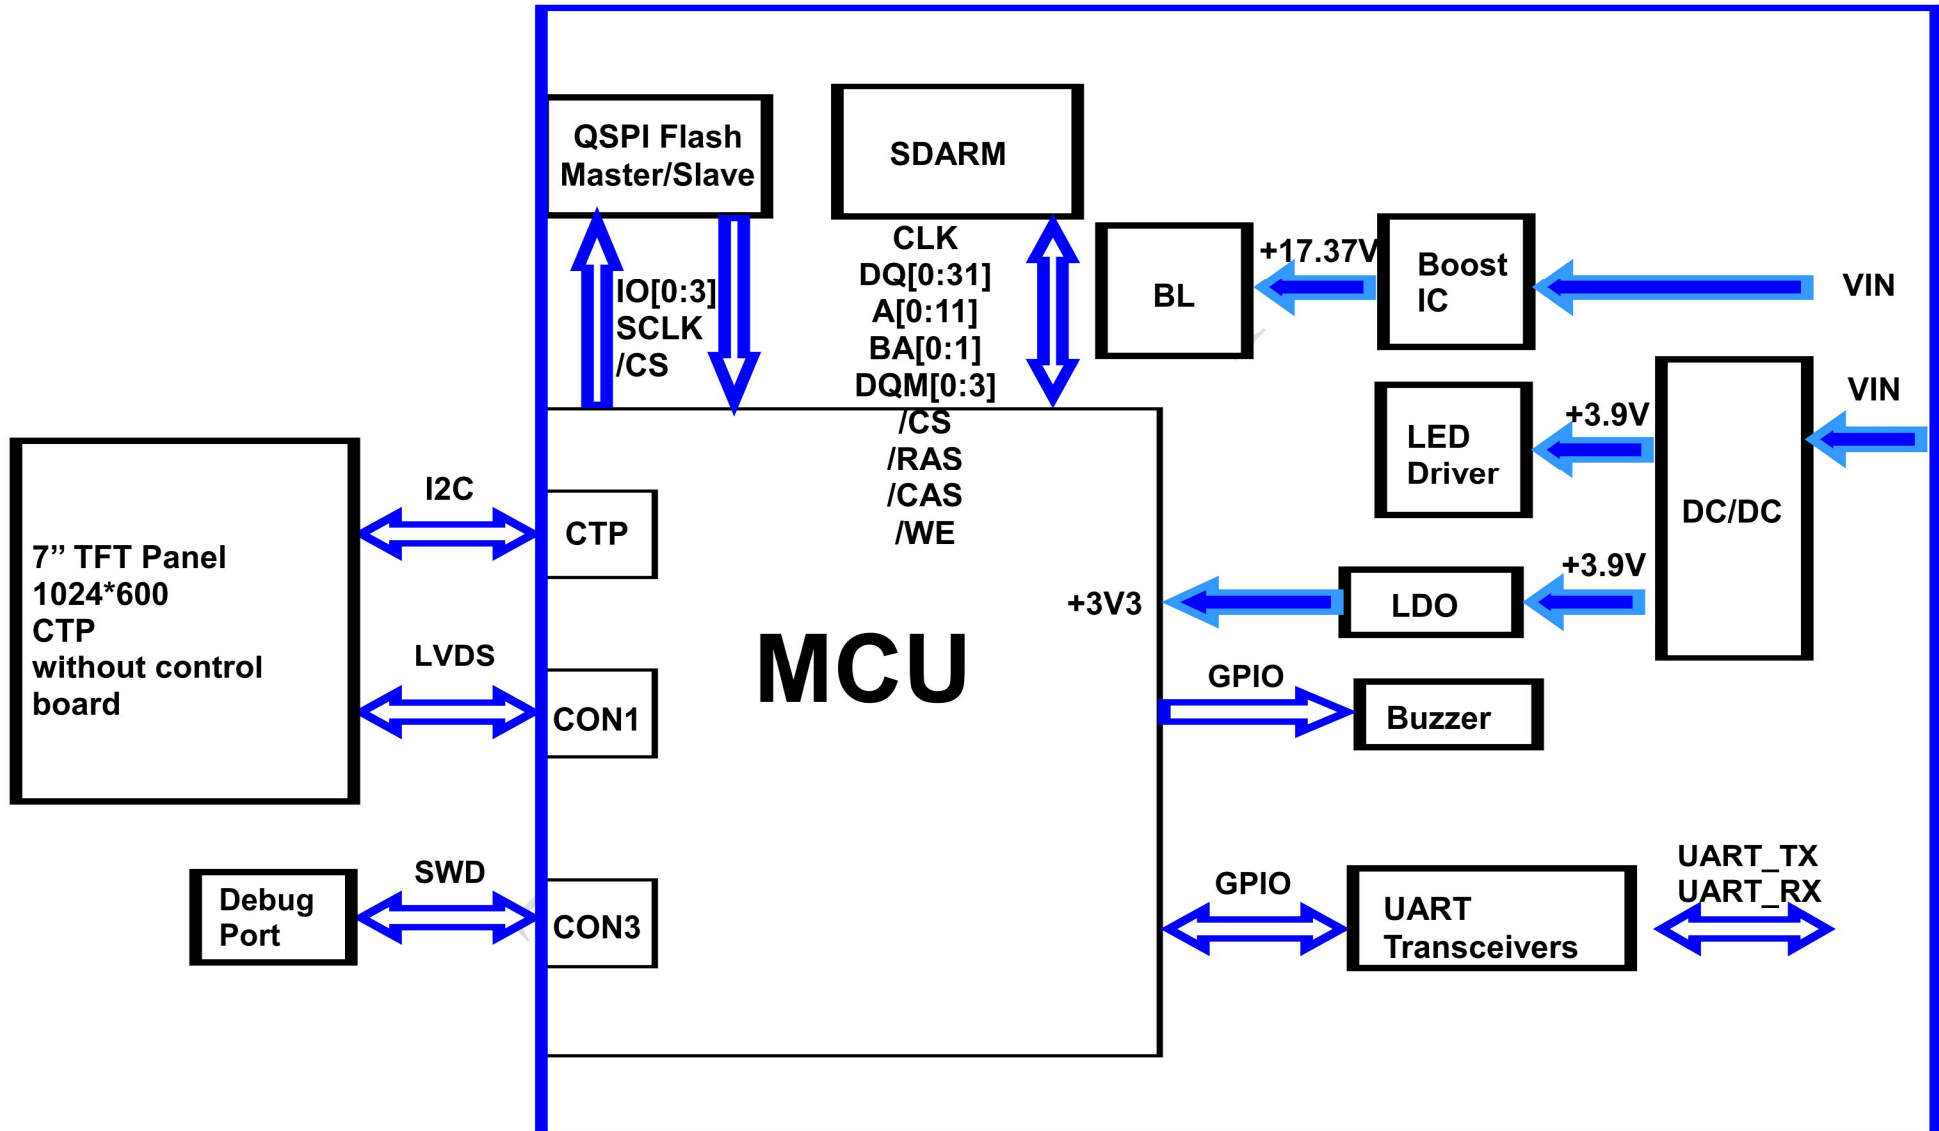 QSPI Flash
Master/Slave
SDARM
IO[0:3]
SCLK
/CS
CLK
DQ[0:31]
A[0:11]
BA[0:1]
DQM[0:3]
/CS
/RAS
/CAS
/WE
BL
+17.37V
Boost
IC
VIN
LED
Driver
+3.9V
DC/DC
VIN
+3V3
LDO
+3.9V
7’’ TFT Panel
1024*600
CTP
without control
board
I2C
CTP
LVDS
CON1
MCU
GPIO
Buzzer
Debug
Port
SWD
CON3
GPIO
UART
Transceivers
UART_TX
UART_RX